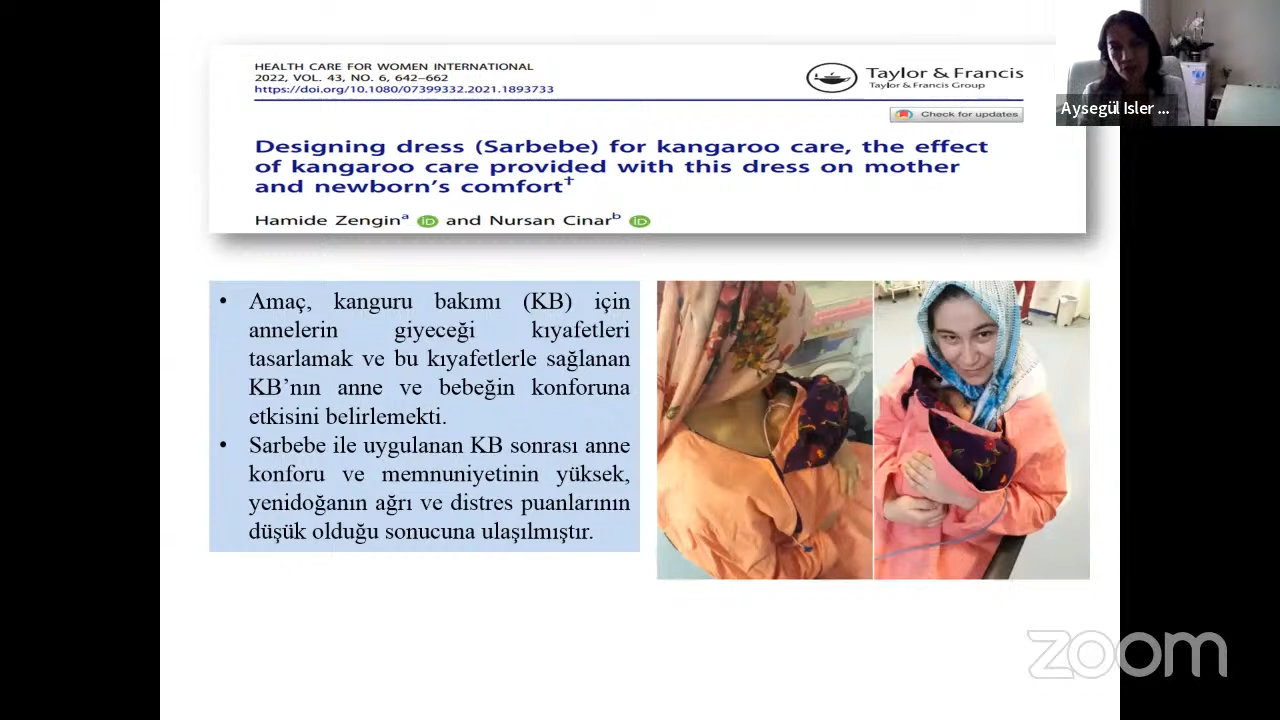 HEALTH CARE FOR WOMEN INTERNATIONAL
2022, VOL. 43, NO. 6, 642–662
https://doi.org/10.1080/07399332.2021.1893733
Taylor & Francis
Taylor & Francis Group
Check for updates
Designing dress (Sarbebe) for kangaroo care, the effect
of kangaroo care provided with this dress on mother
and newborn's comfort†
Hamide Zengin a iD and Nursan Cinar b iD
Aysegül Isler ...
• Amaç, kanguru bakımı (KB) için
annelerin giyeceği kıyafetleri
tasarlamak ve bu kıyafetlerle sağlanan
KB'nın anne ve bebeğin konforuna
etkisini belirlemekti.
• Sarbebe ile uygulanan KB sonrası anne
konforu ve memnuniyetinin yüksek,
yenidoğanın ağrı ve distres puanlarının
düşük olduğu sonucuna ulaşılmıştır.
zoom